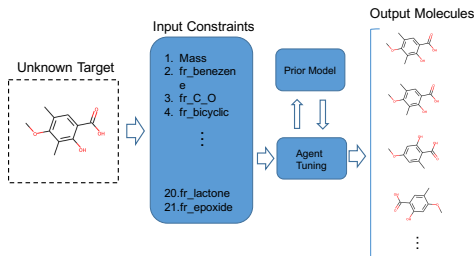 Output Molecules
Input Constraints
Unknown Target
1. Mass
2. fr_benezen
e
3. fr_C_O
4. fr_bicyclic
⋮
20.fr_lactone
21.fr_epoxide
Prior Model
Agent
Tuning
⋮